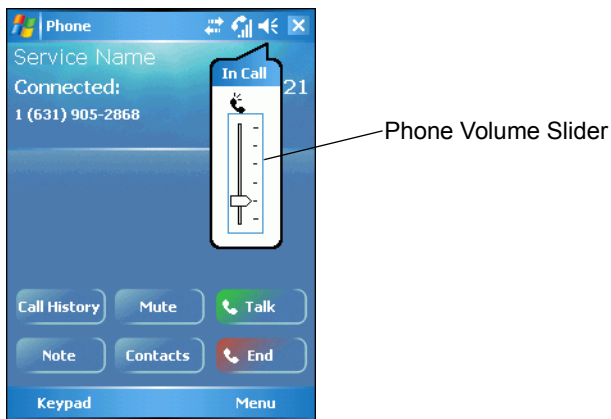 Phone
Service Name
In Call
Connected: 21
1 (631) 905-2868
Phone Volume Slider
Call History Mute Talk
Note Contacts End
Keypad Menu